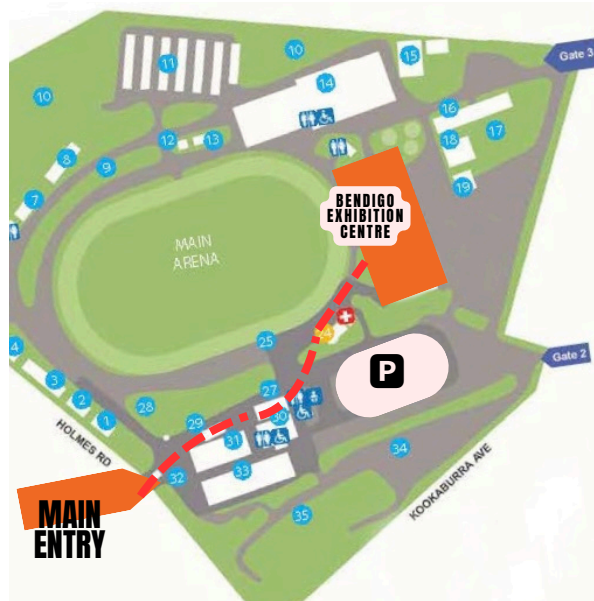 Gate 3
10
15
11
14
10
16
17
12
13
18
8
9
19
7
BENDIGO
EXHIBITION
CENTRE
MAIN
ARENA
25
Gate 2
4
P
3
27
2
28
1
29
30
31
HOLMES RD
34
33
32
KOOKABURRA AVE
MAIN
ENTRY
35